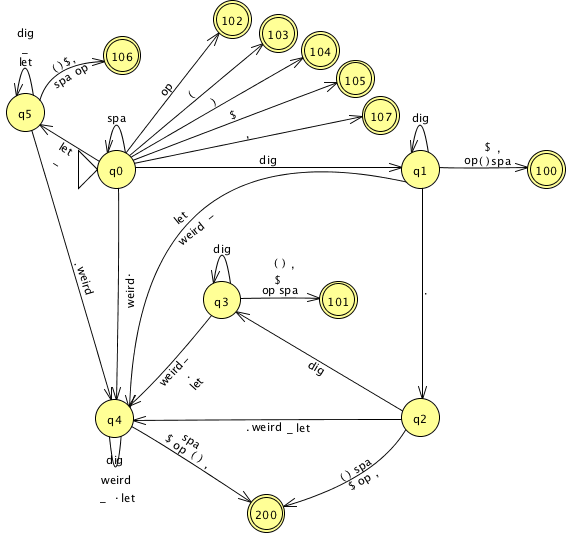 dig
_
let
106
( ) $ ,
spa op
q5
102
103
104
105
107
op
(
)
$
,
spa
q0
let
_
dig
dig
q1
$ ,
op( ) spa
100
let
weird _
. weird
weird.
dig
q3
( ) ,
$
op spa
101
.
weird _
.
let
dig
q4
. weird _ let
q2
dig
weird
_ . let
spa
$ op ( ) ,
( ) spa
$ op ,
200